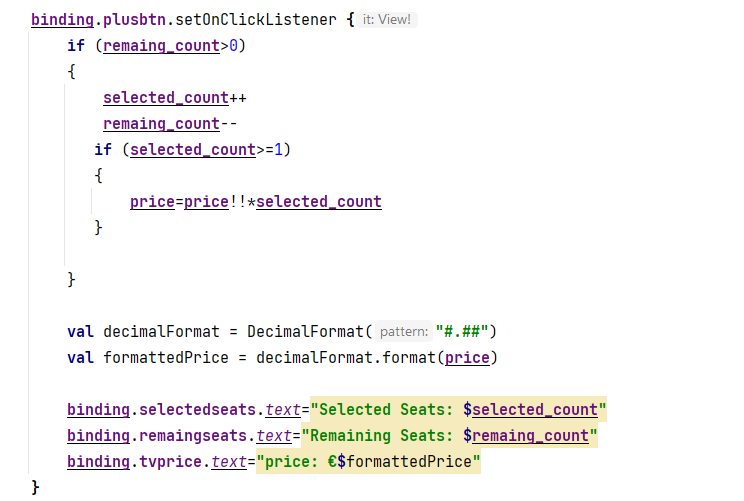 binding.plusbtn.setOnClickListener { it: View!
if (remaing_count>0)
{
selected_count++
remaing_count--
if (selected_count>=1)
{
price=price!!*selected_count
}
}
val decimalFormat = DecimalFormat( pattern: "#.##")
val formattedPrice = decimalFormat.format(price)
binding.selectedseats.text="Selected Seats: $selected_count"
binding.remaingseats.text="Remaining Seats: $remaing_count"
binding.tvprice.text="price: €$formattedPrice"
}